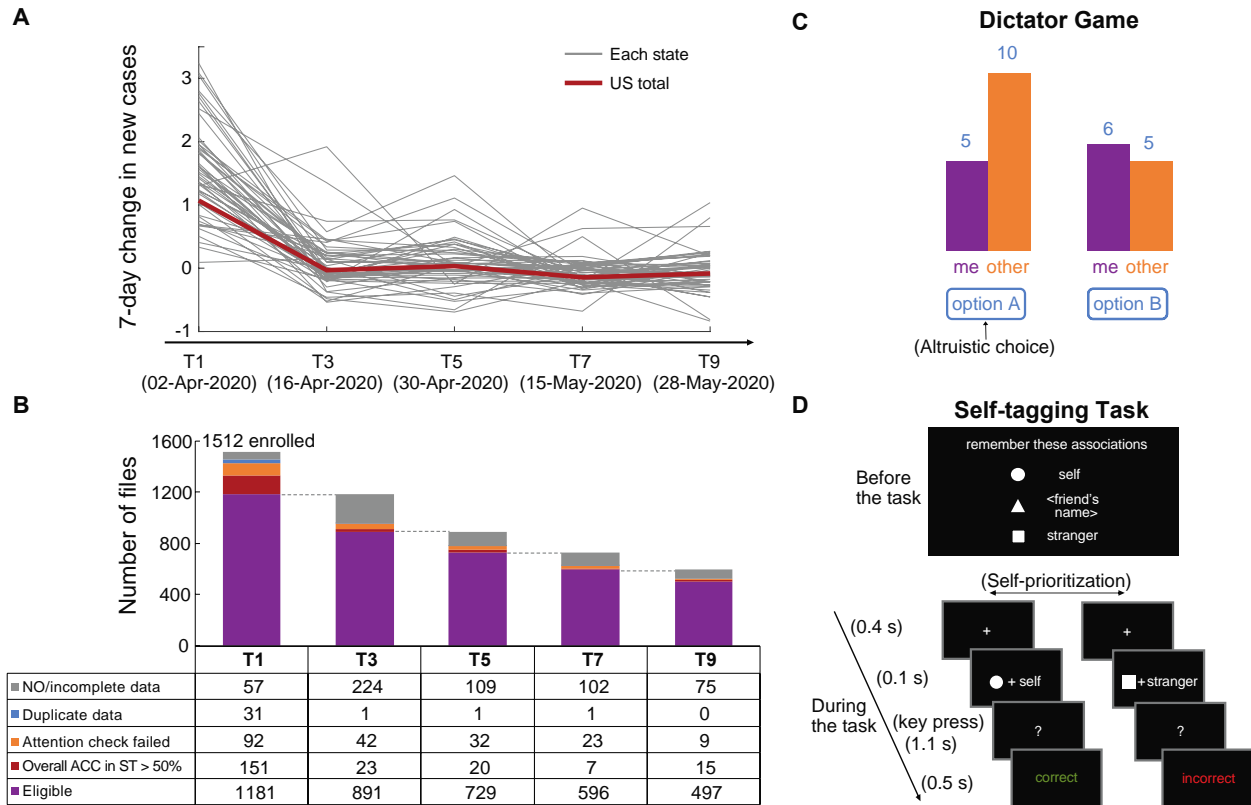 A
7-day change in new cases
3
2
1
0
-1
Each state
US total
T1 T3 T5 T7 T9
(02-Apr-2020) (16-Apr-2020) (30-Apr-2020) (15-May-2020) (28-May-2020)
B
Number of files
1600
1200
800
400
0
1512 enrolled
T1 T3 T5 T7 T9
NO/incomplete data 57 224 109 102 75
Duplicate data 31 1 1 1 0
Attention check failed 92 42 32 23 9
Overall ACC in ST > 50% 151 23 20 7 15
Eligible 1181 891 729 596 497
C
Dictator Game
10
5
6
5
me other
me other
option A
option B
(Altruistic choice)
D
Self-tagging Task
Before
the task
remember these associations
self
<friend's
name>
stranger
(Self-prioritization)
During
the task
(0.4 s)
(0.1 s)
(key press)
(1.1 s)
(0.5 s)
+
+ self
?
correct
+
+stranger
?
incorrect